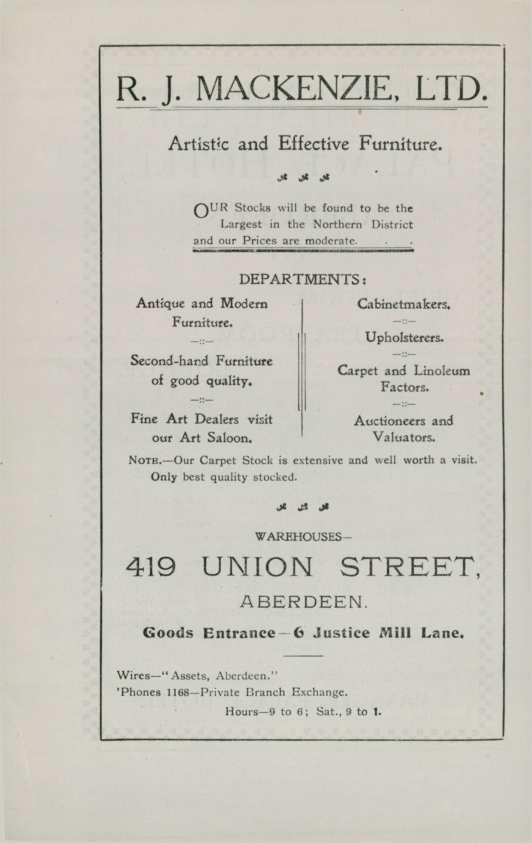 R. J. MACKENZIE, LTD.
Artistic and Effective Furniture.
OUR Stocks will be found to be the
Largest in the Northern District
and our Prices are moderate.
DEPARTMENTS:
Antique and Modern
Furniture.
—::—
Second-hand Furniture
of good quality.
—::—
Fine Art Dealers visit
our Art Saloon.
Cabinetmakers.
—::—
Upholsterers.
—::—
Carpet and Linoleum
Factors.
—::—
Auctioneers and
Valuators.
NOTE.—Our Carpet Stock is extensive and well worth a visit.
Only best quality stocked.
WAREHOUSES—
419 UNION STREET,
ABERDEEN.
Goods Entrance—6 Justice Mill Lane.
Wires—"Assets, Aberdeen."
'Phones 1168—Private Branch Exchange.
Hours—9 to 6; Sat., 9 to 1.